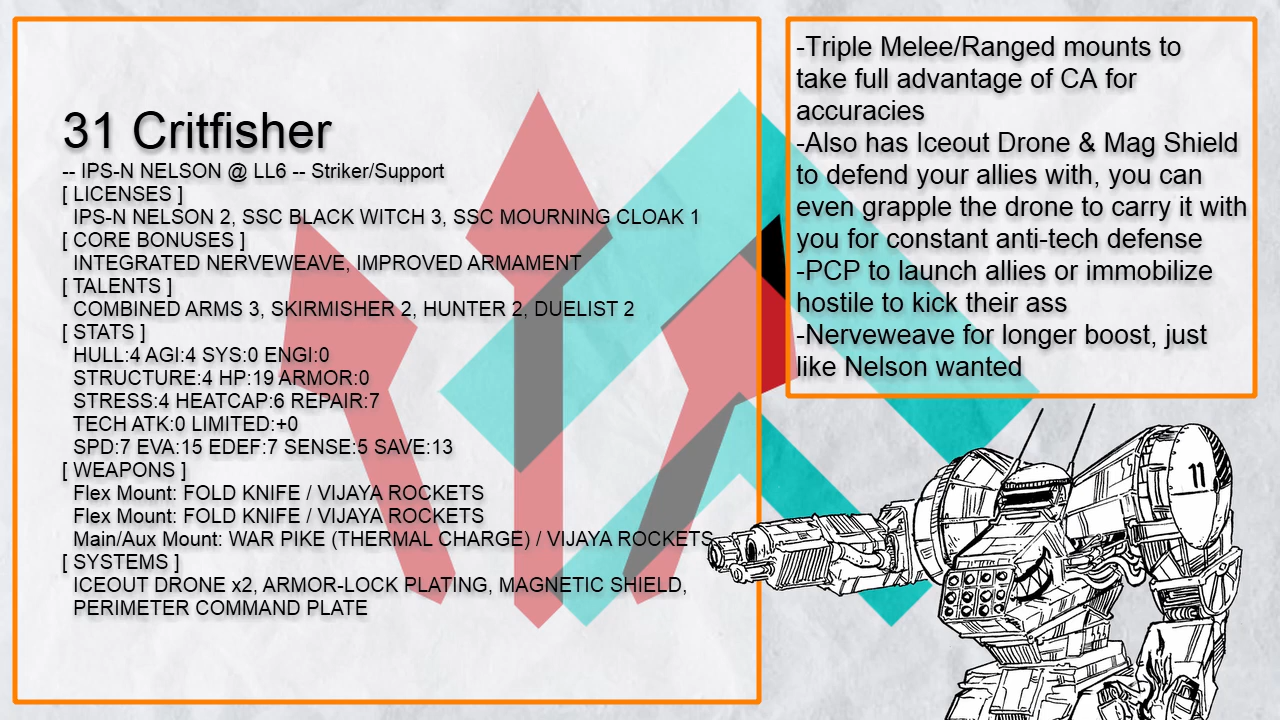 31 Critfisher
-- IPS-N NELSON @ LL6 -- Striker/Support
[ LICENSES ]
IPS-N NELSON 2, SSC BLACK WITCH 3, SSC MOURNING CLOAK 1
[ CORE BONUSES ]
INTEGRATED NERVEWEAVE, IMPROVED ARMAMENT
[ TALENTS ]
COMBINED ARMS 3, SKIRMISHER 2, HUNTER 2, DUELIST 2
[ STATS ]
HULL:4 AGI:4 SYS:0 ENGI:0
STRUCTURE:4 HP:19 ARMOR:0
STRESS:4 HEATCAP:6 REPAIR:7
TECH ATK:0 LIMITED:+0
SPD:7 EVA:15 EDEF:7 SENSE:5 SAVE:13
[ WEAPONS ]
Flex Mount: FOLD KNIFE / VIJAYA ROCKETS
Flex Mount: FOLD KNIFE / VIJAYA ROCKETS
Main/Aux Mount: WAR PIKE (THERMAL CHARGE) / VIJAYA ROCKETS
[ SYSTEMS ]
ICEOUT DRONE x2, ARMOR-LOCK PLATING, MAGNETIC SHIELD,
PERIMETER COMMAND PLATE
-Triple Melee/Ranged mounts to
take full advantage of CA for
accuracies
-Also has Iceout Drone & Mag Shield
to defend your allies with, you can
even grapple the drone to carry it with
you for constant anti-tech defense
-PCP to launch allies or immobilize
hostile to kick their ass
-Nerveweave for longer boost, just
like Nelson wanted
11